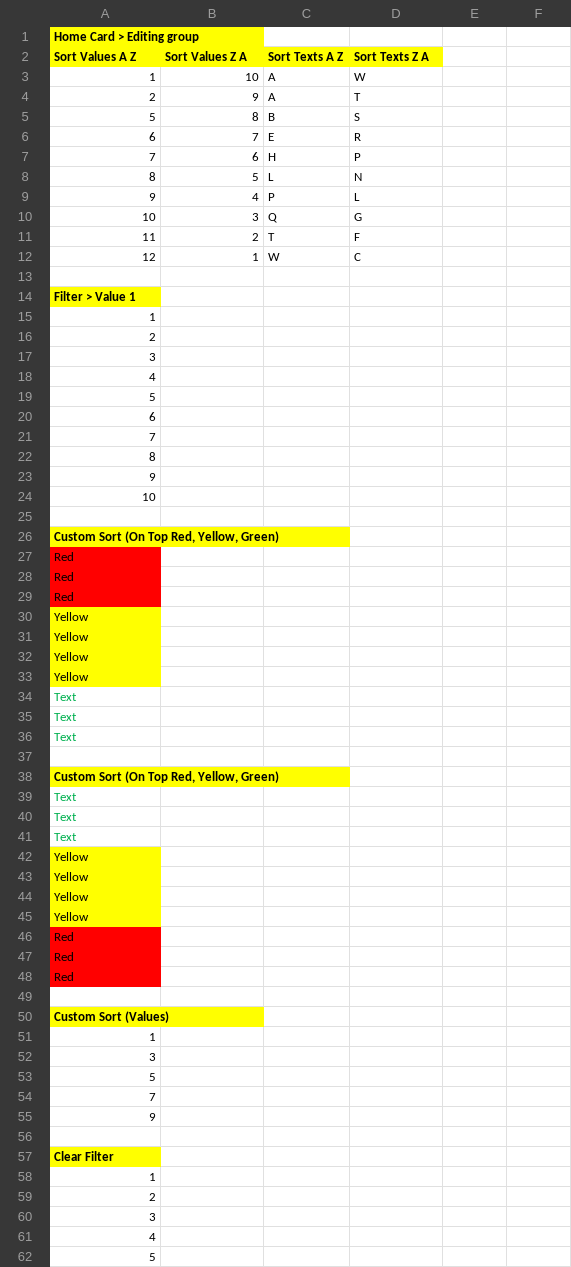 A B C D E F
1 Home Card > Editing group
2 Sort Values A Z Sort Values Z A Sort Texts A Z Sort Texts Z A
3 1 10 A W
4 2 9 A T
5 5 8 B S
6 6 7 E R
7 7 6 H P
8 8 5 L N
9 9 4 P L
10 10 3 Q G
11 11 2 T F
12 12 1 W C
13
14 Filter > Value 1
15 1
16 2
17 3
18 4
19 5
20 6
21 7
22 8
23 9
24 10
25
26 Custom Sort (On Top Red, Yellow, Green)
27 Red
28 Red
29 Red
30 Yellow
31 Yellow
32 Yellow
33 Yellow
34 Text
35 Text
36 Text
37
38 Custom Sort (On Top Red, Yellow, Green)
39 Text
40 Text
41 Text
42 Yellow
43 Yellow
44 Yellow
45 Yellow
46 Red
47 Red
48 Red
49
50 Custom Sort (Values)
51 1
52 3
53 5
54 7
55 9
56
57 Clear Filter
58 1
59 2
60 3
61 4
62 5